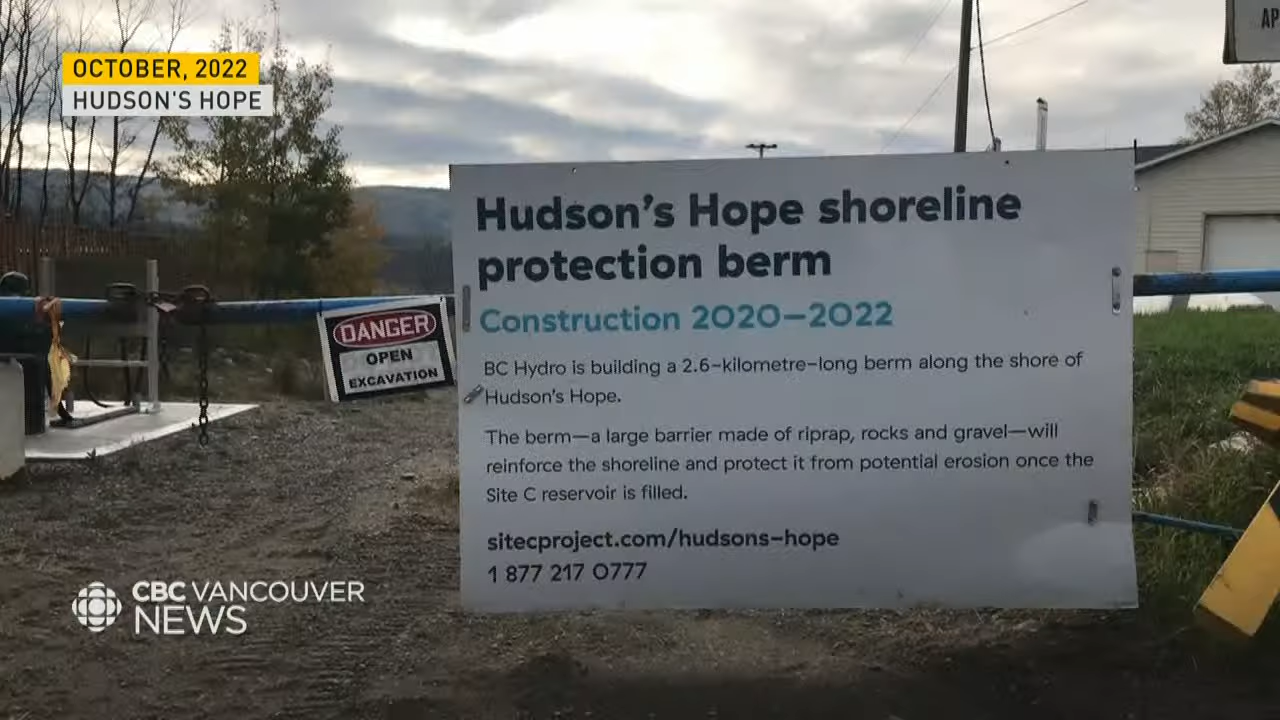 OCTOBER, 2022
HUDSON'S HOPE
AP
Hudson's Hope shoreline
protection berm
Construction 2020–2022
BC Hydro is building a 2.6-kilometre-long berm along the shore of
Hudson's Hope.
The berm—a large barrier made of riprap, rocks and gravel—will
reinforce the shoreline and protect it from potential erosion once the
Site C reservoir is filled.
sitecproject.com/hudsons-hope
1 877 217 0777
DANGER
OPEN
EXCAVATION
CBC VANCOUVER
NEWS